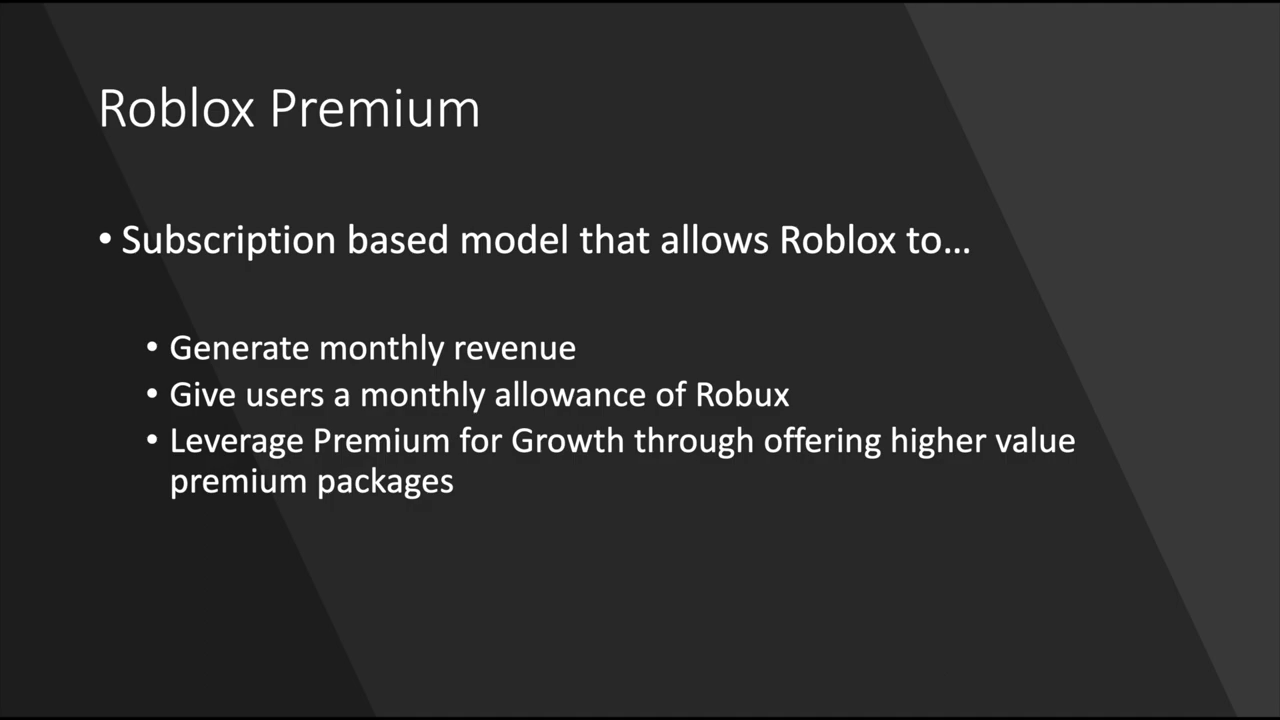 Roblox Premium
• Subscription based model that allows Roblox to...
• Generate monthly revenue
• Give users a monthly allowance of Robux
• Leverage Premium for Growth through offering higher value
premium packages